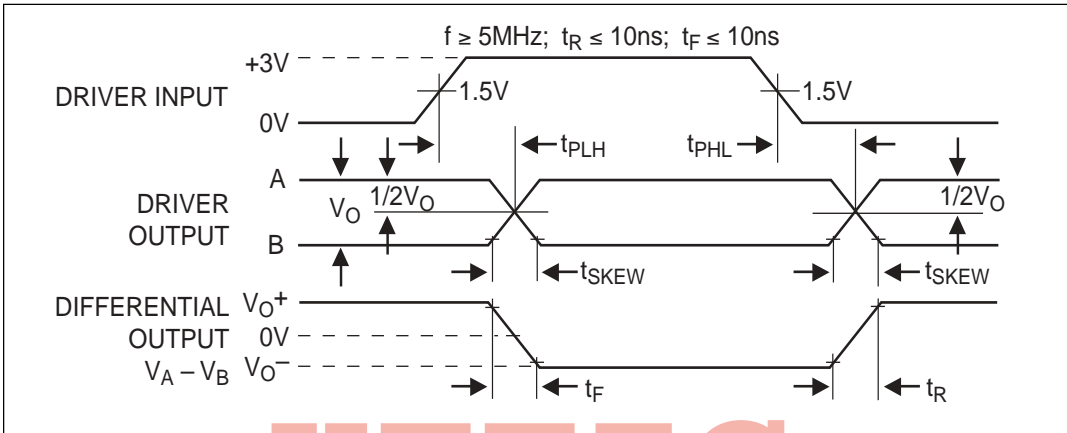 f ≥ 5MHz; tR ≤ 10ns; tF ≤ 10ns
+3V
DRIVER INPUT
1.5V
1.5V
0V
tPLH
tPHL
A
DRIVER OUTPUT
VO
1/2VO
1/2VO
B
tSKEW
tSKEW
DIFFERENTIAL OUTPUT
VO+
0V
VA – VB
VO–
tF
tR